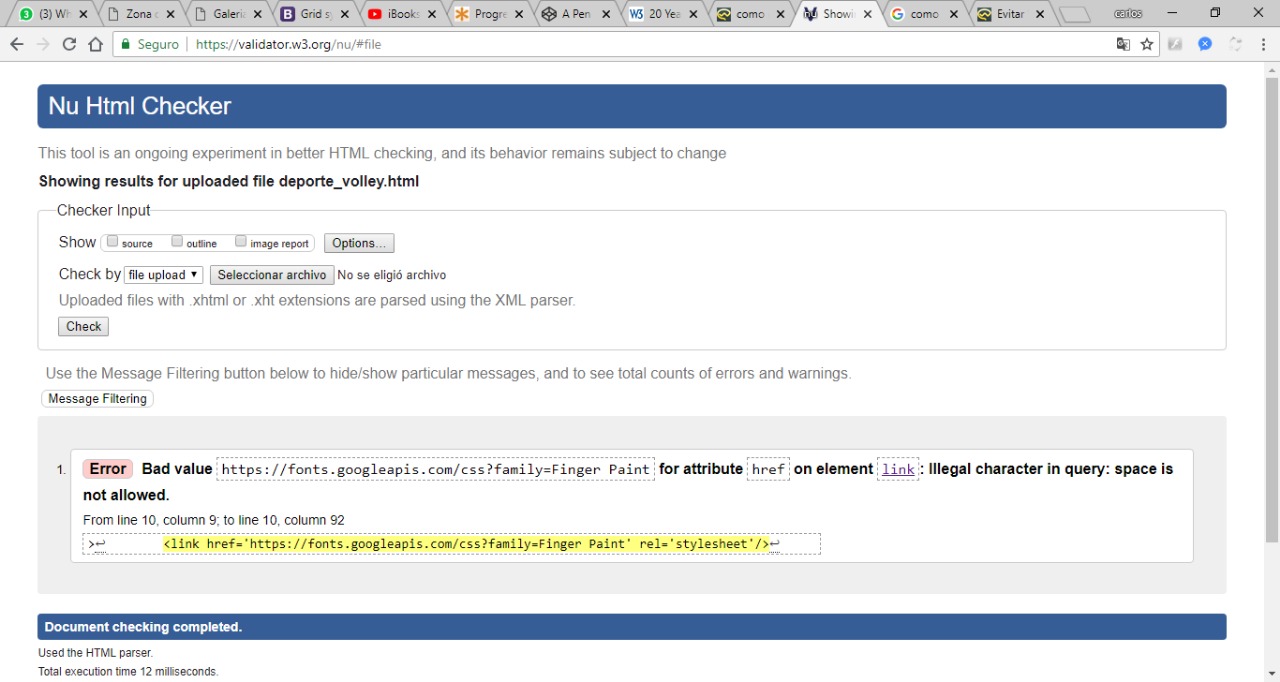 (3) Wh Zona d Galeri Grid sy iBook Progre A Pen 20 Yea como Showi como Evitar carlos
Seguro https://validator.w3.org/nu/#file
Nu Html Checker
This tool is an ongoing experiment in better HTML checking, and its behavior remains subject to change
Showing results for uploaded file deporte_volley.html
Checker Input
Show source outline image report Options...
Check by file upload Seleccionar archivo No se eligió archivo
Uploaded files with .xhtml or .xht extensions are parsed using the XML parser.
Check
Use the Message Filtering button below to hide/show particular messages, and to see total counts of errors and warnings.
Message Filtering
1. Error Bad value https://fonts.googleapis.com/css?family=Finger Paint for attribute href on element link: Illegal character in query: space is
not allowed.
From line 10, column 9; to line 10, column 92
>↩ <link href='https://fonts.googleapis.com/css?family=Finger Paint' rel='stylesheet'/>↩
Document checking completed.
Used the HTML parser.
Total execution time 12 milliseconds.